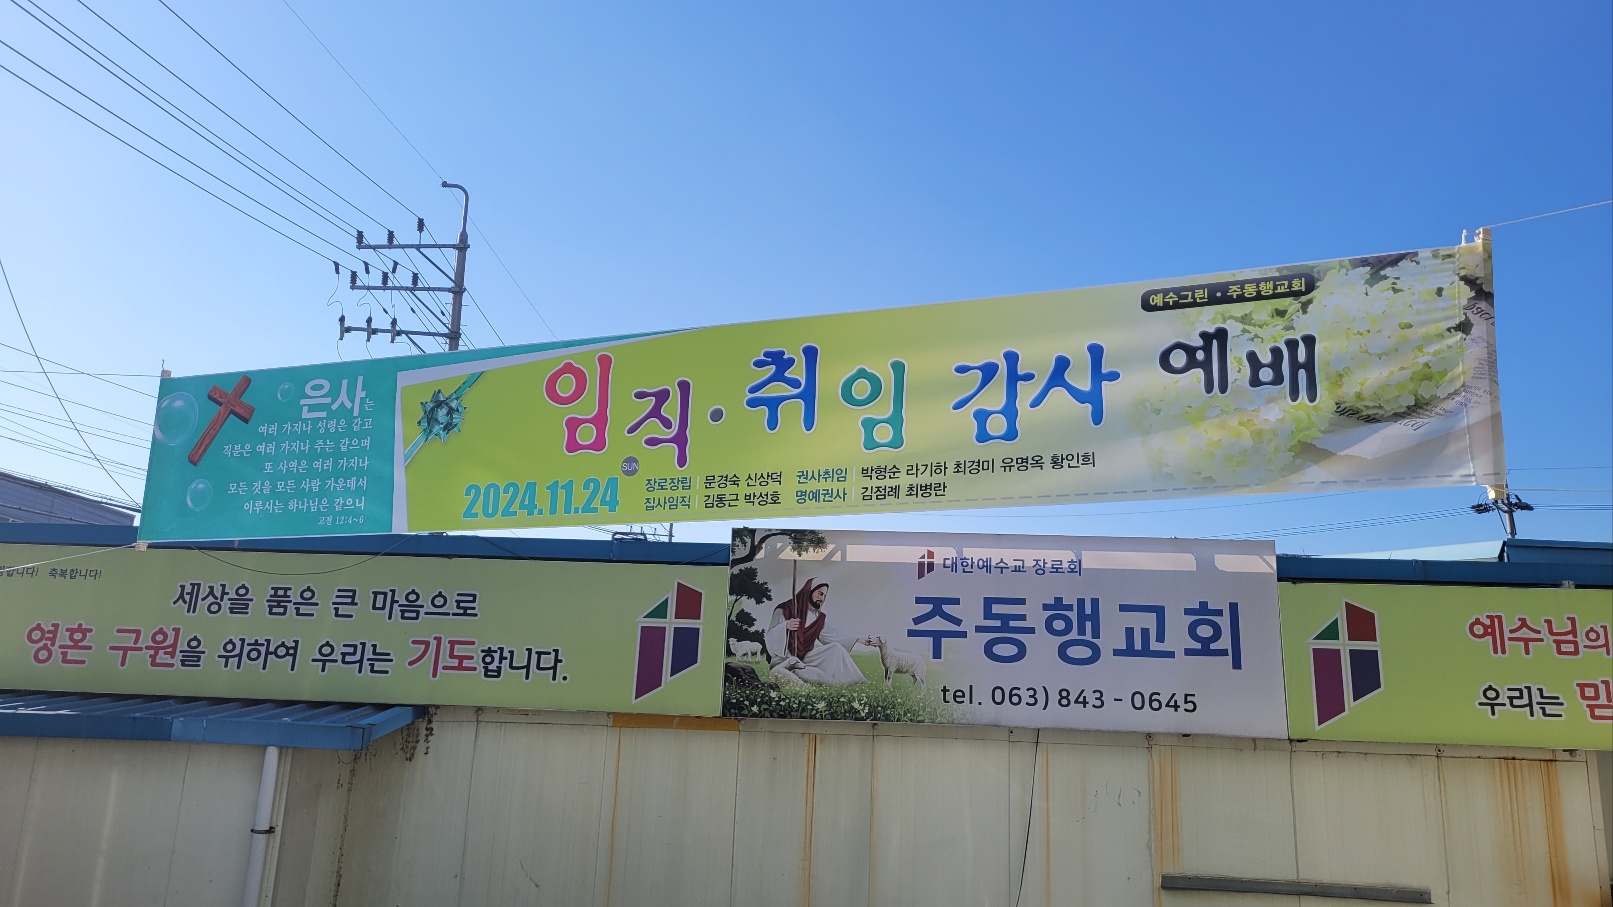 예수그린 · 주동행교회
임직·취임 감사 예배
은사는
여러 가지나 성령은 같고
직분은 여러 가지나 주는 같으며
또 사역은 여러 가지나
모든 것을 모든 사람 가운데서
이루시는 하나님은 같으니
고전 12:4~6
2024.11.24 SUN
장로장립 | 문경숙 신상덕 권사취임 | 박형순 라기하 최경미 유명옥 황인희
집사임직 | 김동근 박성호 명예권사 | 김점례 최병란
축복합니다!
세상을 품은 큰 마음으로
영혼 구원을 위하여 우리는 기도합니다.
대한예수교 장로회
주동행교회
tel. 063) 843-0645
예수님의
우리는